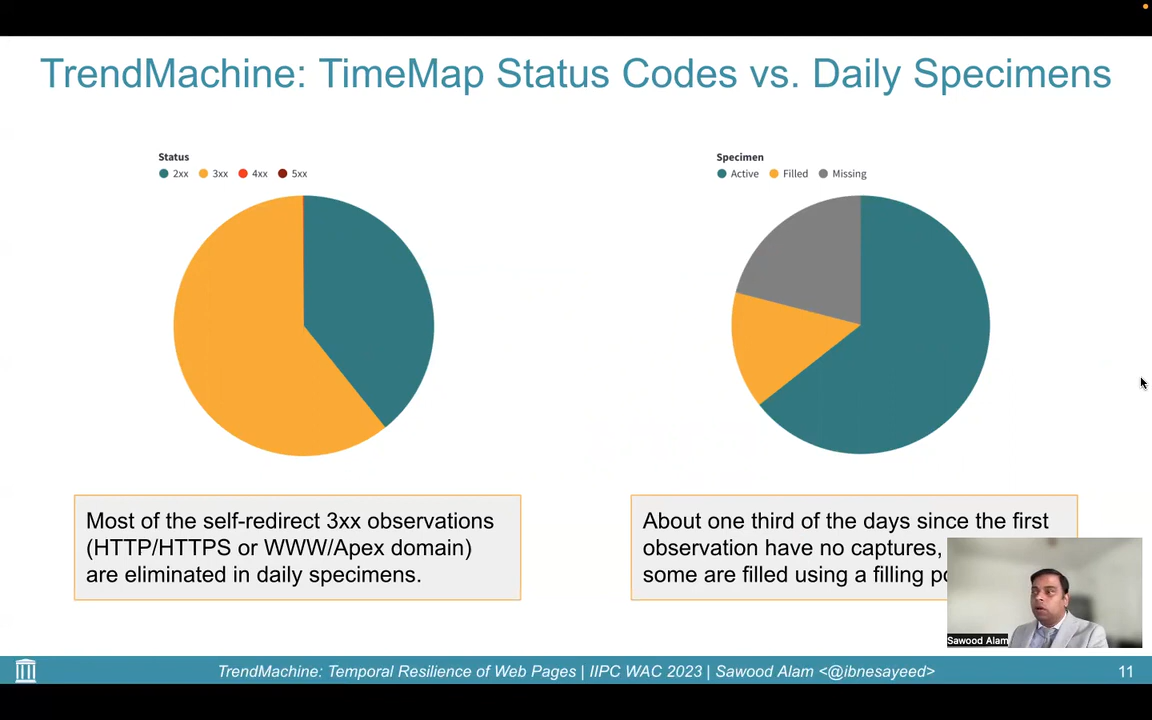 TrendMachine: TimeMap Status Codes vs. Daily Specimens
Status
2xx 3xx 4xx 5xx
Specimen
Active Filled Missing
Most of the self-redirect 3xx observations
(HTTP/HTTPS or WWW/Apex domain)
are eliminated in daily specimens.
About one third of the days since the first
observation have no captures,
some are filled using a filling
Sawood Alam
TrendMachine: Temporal Resilience of Web Pages | IIPC WAC 2023 | Sawood Alam <@ibnesayeed>
11